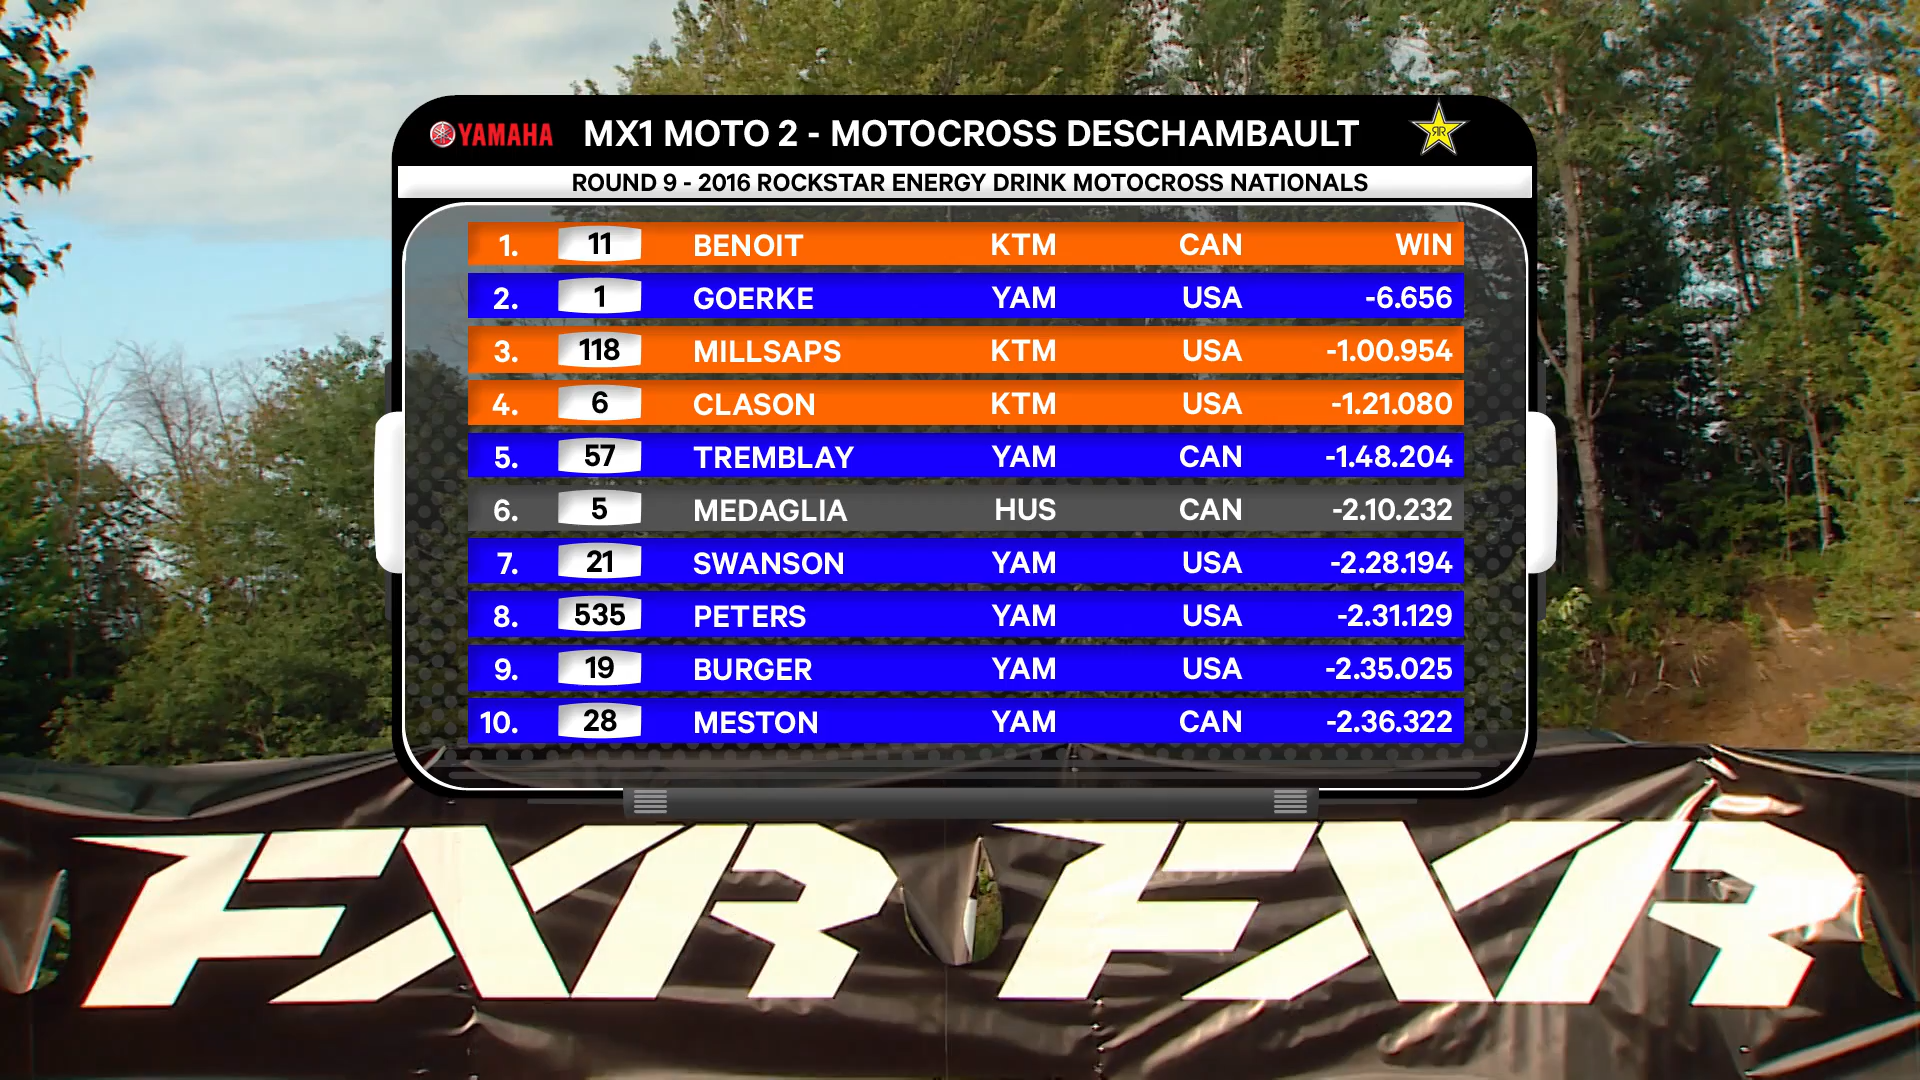 YAMAHA MX1 MOTO 2 - MOTOCROSS DESCHAMBAULT
ROUND 9 - 2016 ROCKSTAR ENERGY DRINK MOTOCROSS NATIONALS
1. 11 BENOIT KTM CAN WIN
2. 1 GOERKE YAM USA -6.656
3. 118 MILLSAPS KTM USA -1.00.954
4. 6 CLASON KTM USA -1.21.080
5. 57 TREMBLAY YAM CAN -1.48.204
6. 5 MEDAGLIA HUS CAN -2.10.232
7. 21 SWANSON YAM USA -2.28.194
8. 535 PETERS YAM USA -2.31.129
9. 19 BURGER YAM USA -2.35.025
10. 28 MESTON YAM CAN -2.36.322
FXR FXR